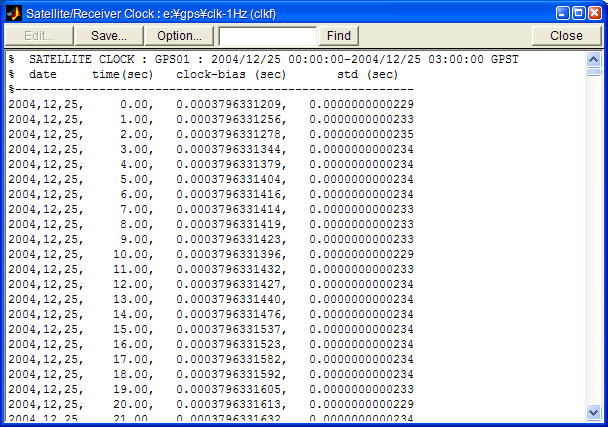 Satellite/Receiver Clock : e:¥gps¥clk-1Hz (clkf)
Edit... Save... Option... Find Close
% SATELLITE CLOCK : GPS01 : 2004/12/25 00:00:00-2004/12/25 03:00:00 GPST
% date time(sec) clock-bias (sec) std (sec)
%---------------------------------------------------------
2004,12,25, 0.00, 0.0003796331209, 0.0000000000229
2004,12,25, 1.00, 0.0003796331256, 0.0000000000233
2004,12,25, 2.00, 0.0003796331278, 0.0000000000235
2004,12,25, 3.00, 0.0003796331344, 0.0000000000234
2004,12,25, 4.00, 0.0003796331379, 0.0000000000234
2004,12,25, 5.00, 0.0003796331404, 0.0000000000234
2004,12,25, 6.00, 0.0003796331416, 0.0000000000234
2004,12,25, 7.00, 0.0003796331414, 0.0000000000233
2004,12,25, 8.00, 0.0003796331419, 0.0000000000233
2004,12,25, 9.00, 0.0003796331423, 0.0000000000233
2004,12,25, 10.00, 0.0003796331396, 0.0000000000229
2004,12,25, 11.00, 0.0003796331432, 0.0000000000233
2004,12,25, 12.00, 0.0003796331427, 0.0000000000234
2004,12,25, 13.00, 0.0003796331440, 0.0000000000234
2004,12,25, 14.00, 0.0003796331476, 0.0000000000234
2004,12,25, 15.00, 0.0003796331537, 0.0000000000234
2004,12,25, 16.00, 0.0003796331523, 0.0000000000234
2004,12,25, 17.00, 0.0003796331582, 0.0000000000234
2004,12,25, 18.00, 0.0003796331592, 0.0000000000234
2004,12,25, 19.00, 0.0003796331605, 0.0000000000233
2004,12,25, 20.00, 0.0003796331613, 0.0000000000229
2004,12,25, 21.00, 0.0003796331632, 0.0000000000234